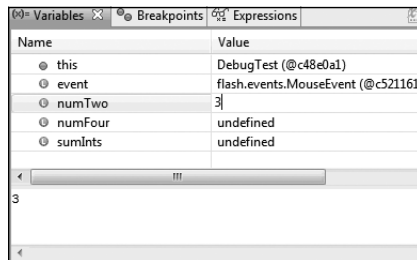 (x)= Variables Breakpoints Expressions
Name Value
this DebugTest (@c48e0a1)
event flash.events.MouseEvent (@c521161
numTwo 3
numFour undefined
sumInts undefined
3